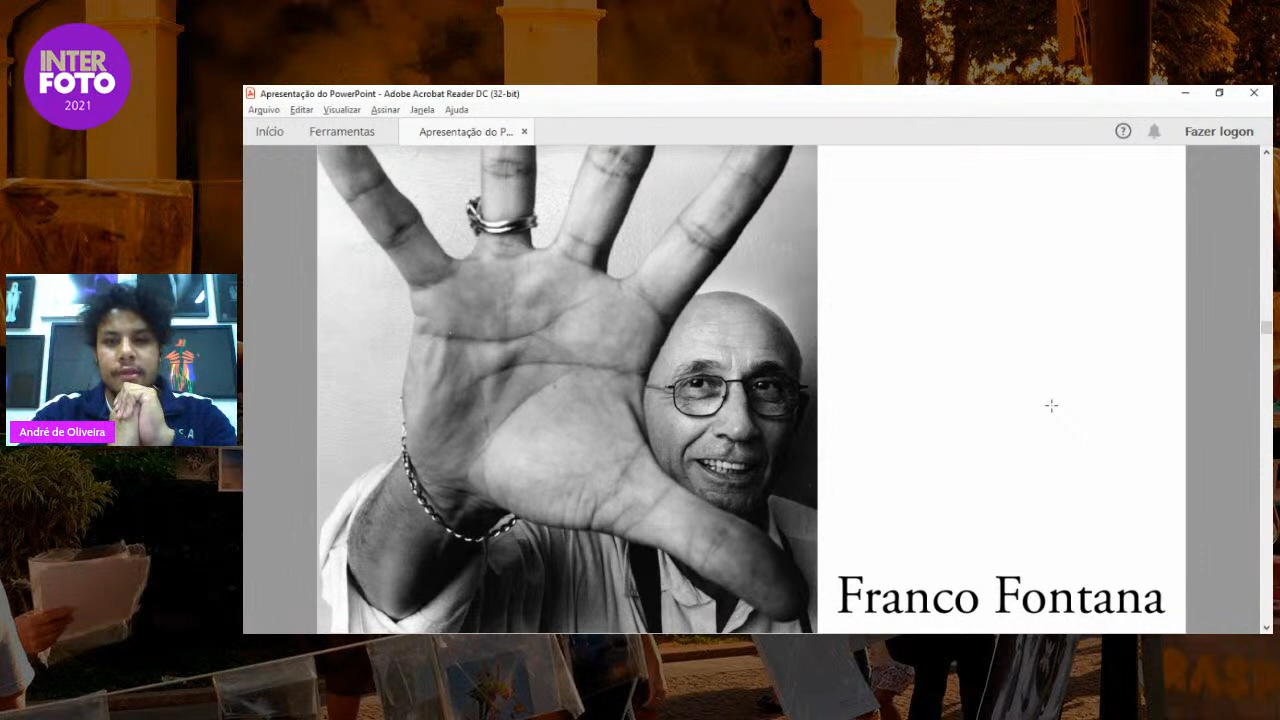 INTER
FOTO
2021
Apresentação do PowerPoint - Adobe Acrobat Reader DC (32-bit)
Arquivo Editar Visualizar Assinar Janela Ajuda
Início Ferramentas Apresentação do P... × ? Fazer logon
André de Oliveira
Franco Fontana